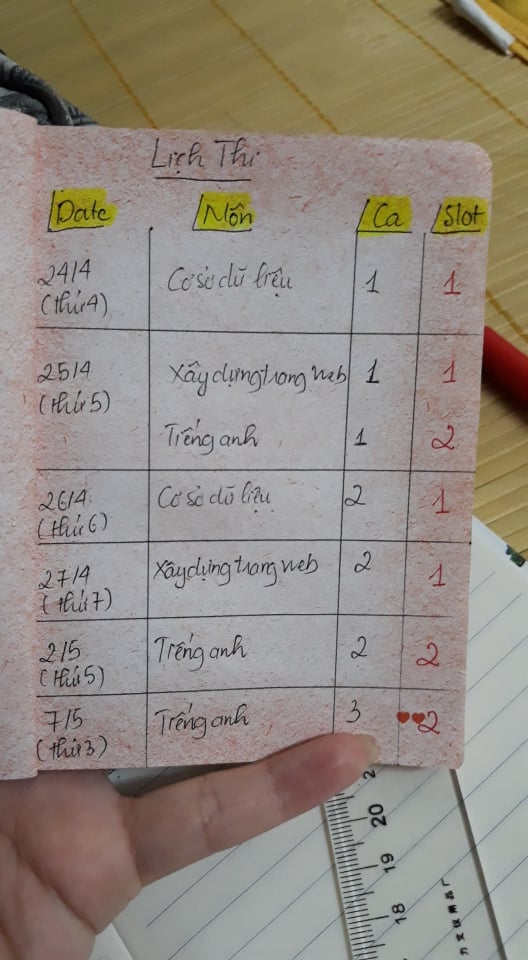 Lịch Thi
Date Môn Ca Slot
24/4 Cơ sở dữ liệu 1 1
(thứ 4)
25/4 Xây dựng trang web 1 1
(thứ 5)
Tiếng anh 1 2
26/4 Cơ sở dữ liệu 2 1
(thứ 6)
27/4 Xây dựng trang web 2 1
(thứ 7)
2/5 Tiếng anh 2 2
(thứ 5)
7/5 Tiếng anh 3 2
(thứ 3)
20
19
18